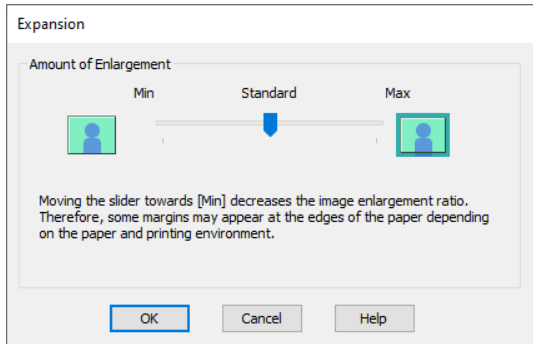 Expansion
Amount of Enlargement
Min Standard Max
Moving the slider towards [Min] decreases the image enlargement ratio.
Therefore, some margins may appear at the edges of the paper depending
on the paper and printing environment.
OK Cancel Help